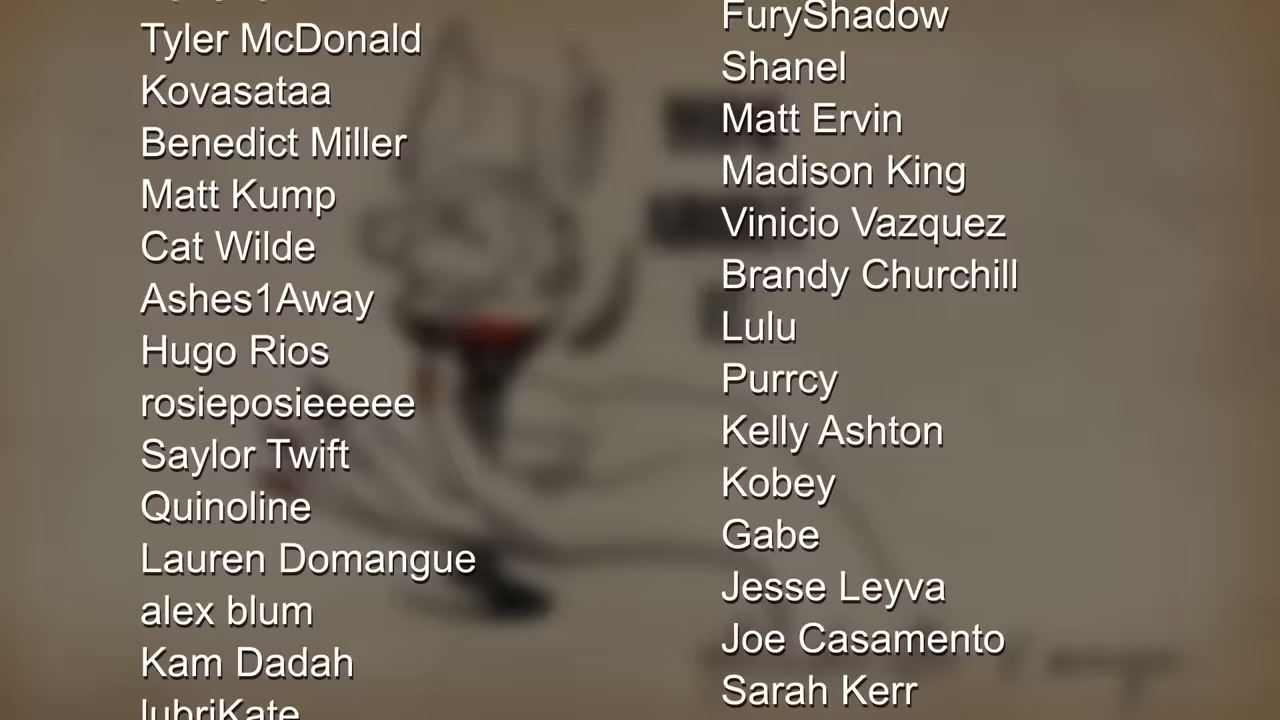 Tyler McDonald
Kovasataa
Benedict Miller
Matt Kump
Cat Wilde
Ashes1Away
Hugo Rios
rosieposieeeee
Saylor Twift
Quinoline
Lauren Domangue
alex blum
Kam Dadah
lubriKate
FuryShadow
Shanel
Matt Ervin
Madison King
Vinicio Vazquez
Brandy Churchill
Lulu
Purrcy
Kelly Ashton
Kobey
Gabe
Jesse Leyva
Joe Casamento
Sarah Kerr